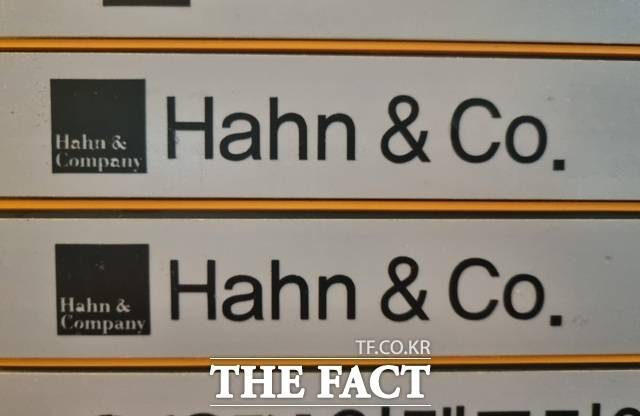 Hahn &
Company
Hahn & Co.
Hahn &
Company
Hahn & Co.
TF.CO.KR
THE FACT